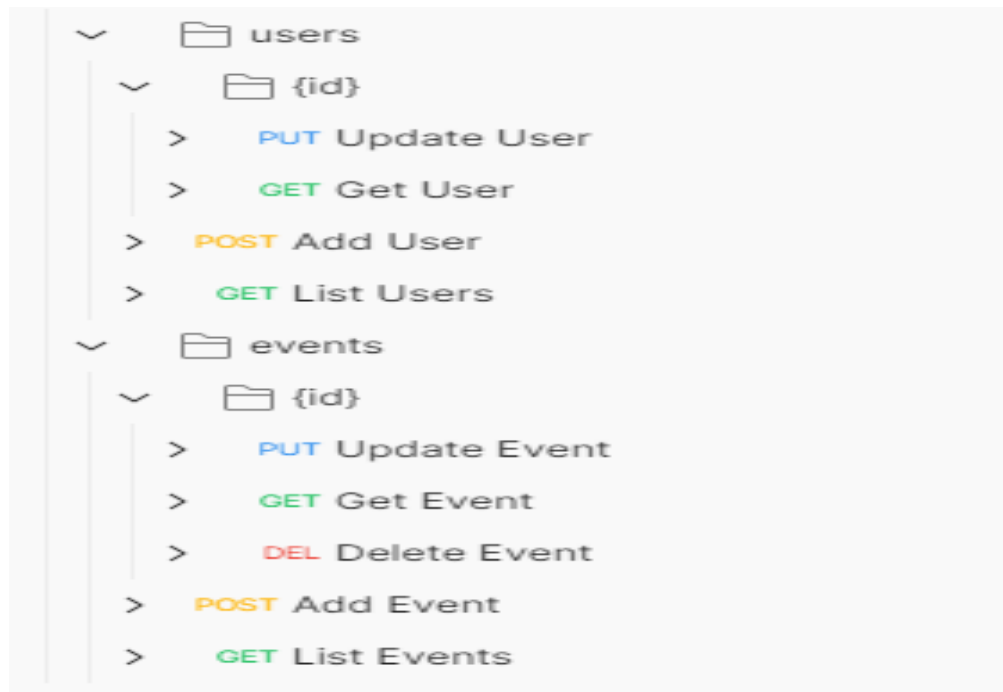 users
{id}
PUT Update User
GET Get User
POST Add User
GET List Users
events
{id}
PUT Update Event
GET Get Event
DEL Delete Event
POST Add Event
GET List Events